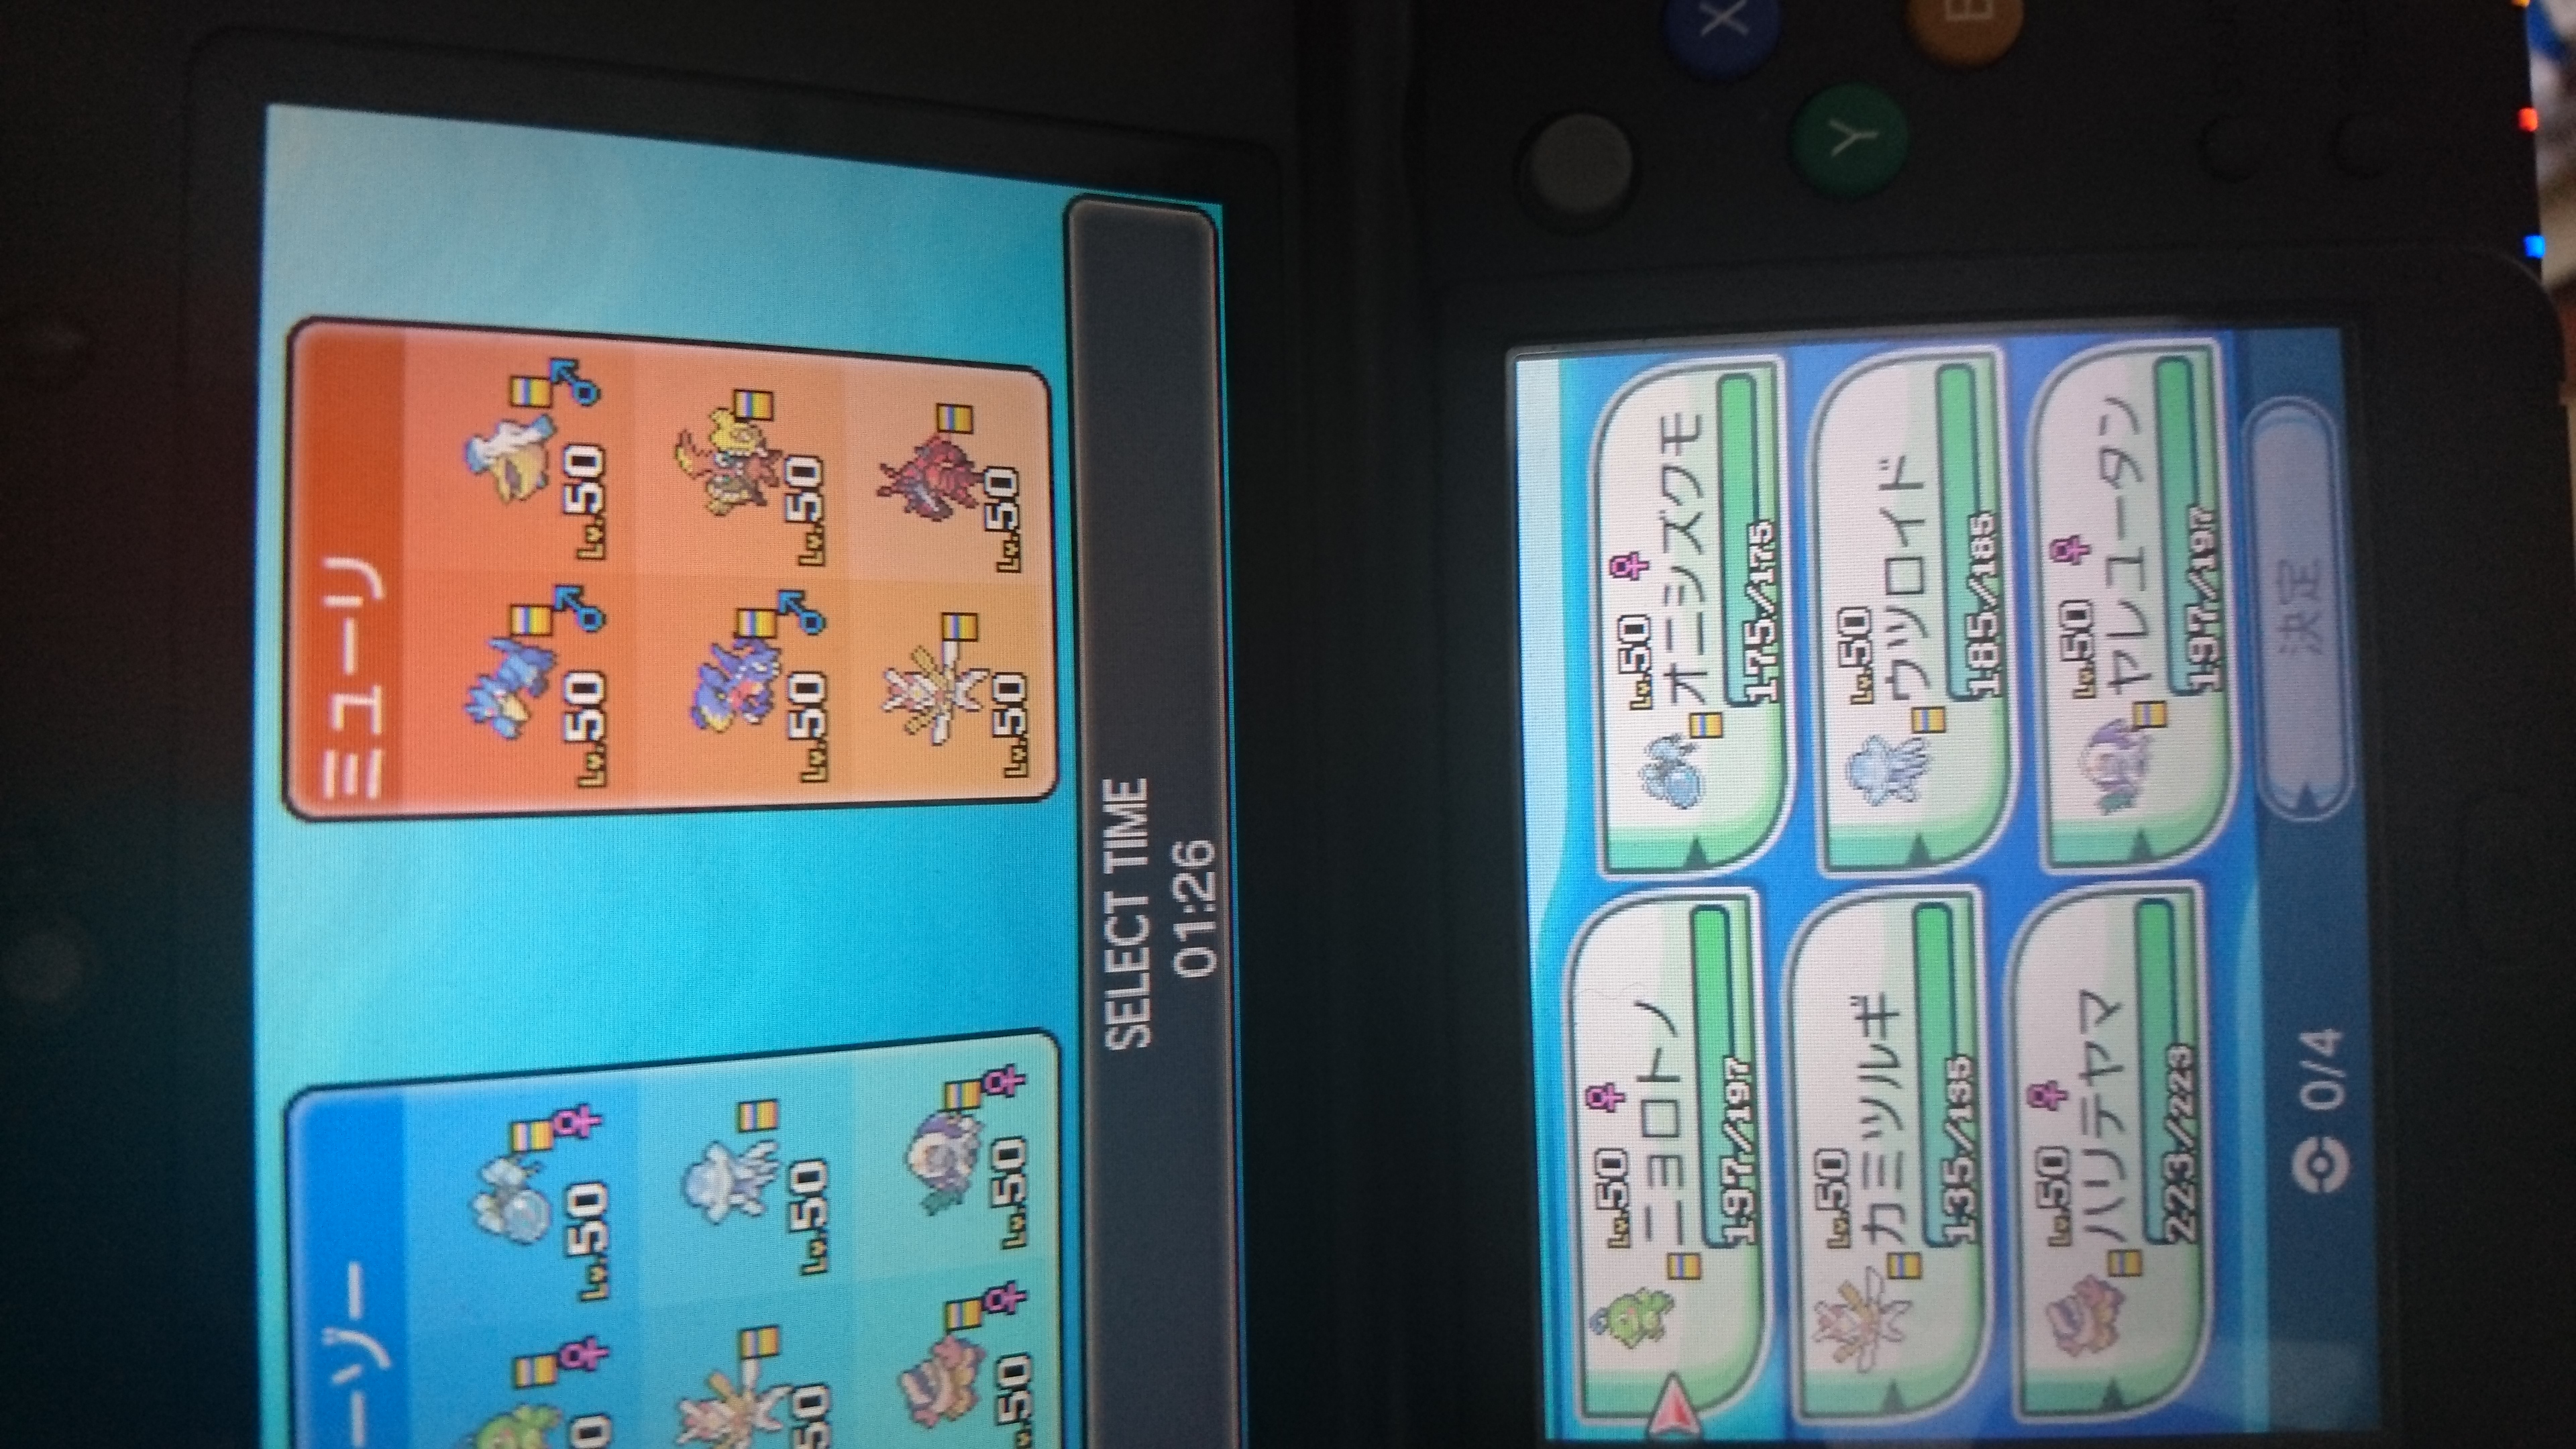 ーゾー
ミューリ
0 ♀ Lv.50 ♀
Lv.50 ♂ Lv.50 ♂
50 Lv.50
Lv.50 ♂ Lv.50
Lv.50 ♀ Lv.50 ♀
Lv.50 Lv.50
SELECT TIME
01:26
Lv.50 ♀
ニョロトノ
197/197
Lv.50 ♀
オニシズクモ
175/175
Lv.50
カミツルギ
135/135
Lv.50
ウツロイド
185/185
Lv.50 ♀
ハリテヤマ
223/223
Lv.50 ♀
ヤレユータン
197/197
0/4
決定
X
Y
B